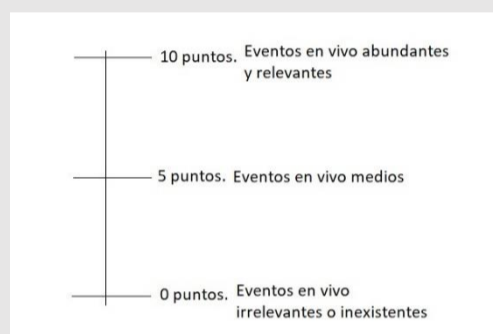 10 puntos. Eventos en vivo abundantes
y relevantes
5 puntos. Eventos en vivo medios
0 puntos. Eventos en vivo
irrelevantes o inexistentes